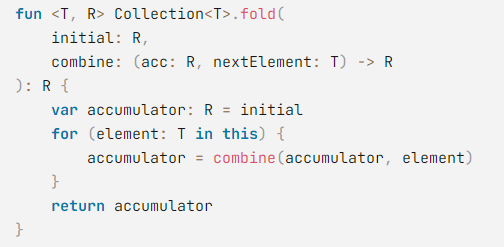 fun <T, R> Collection<T>.fold(
    initial: R,
    combine: (acc: R, nextElement: T) -> R
): R {
    var accumulator: R = initial
    for (element: T in this) {
        accumulator = combine(accumulator, element)
    }
    return accumulator
}